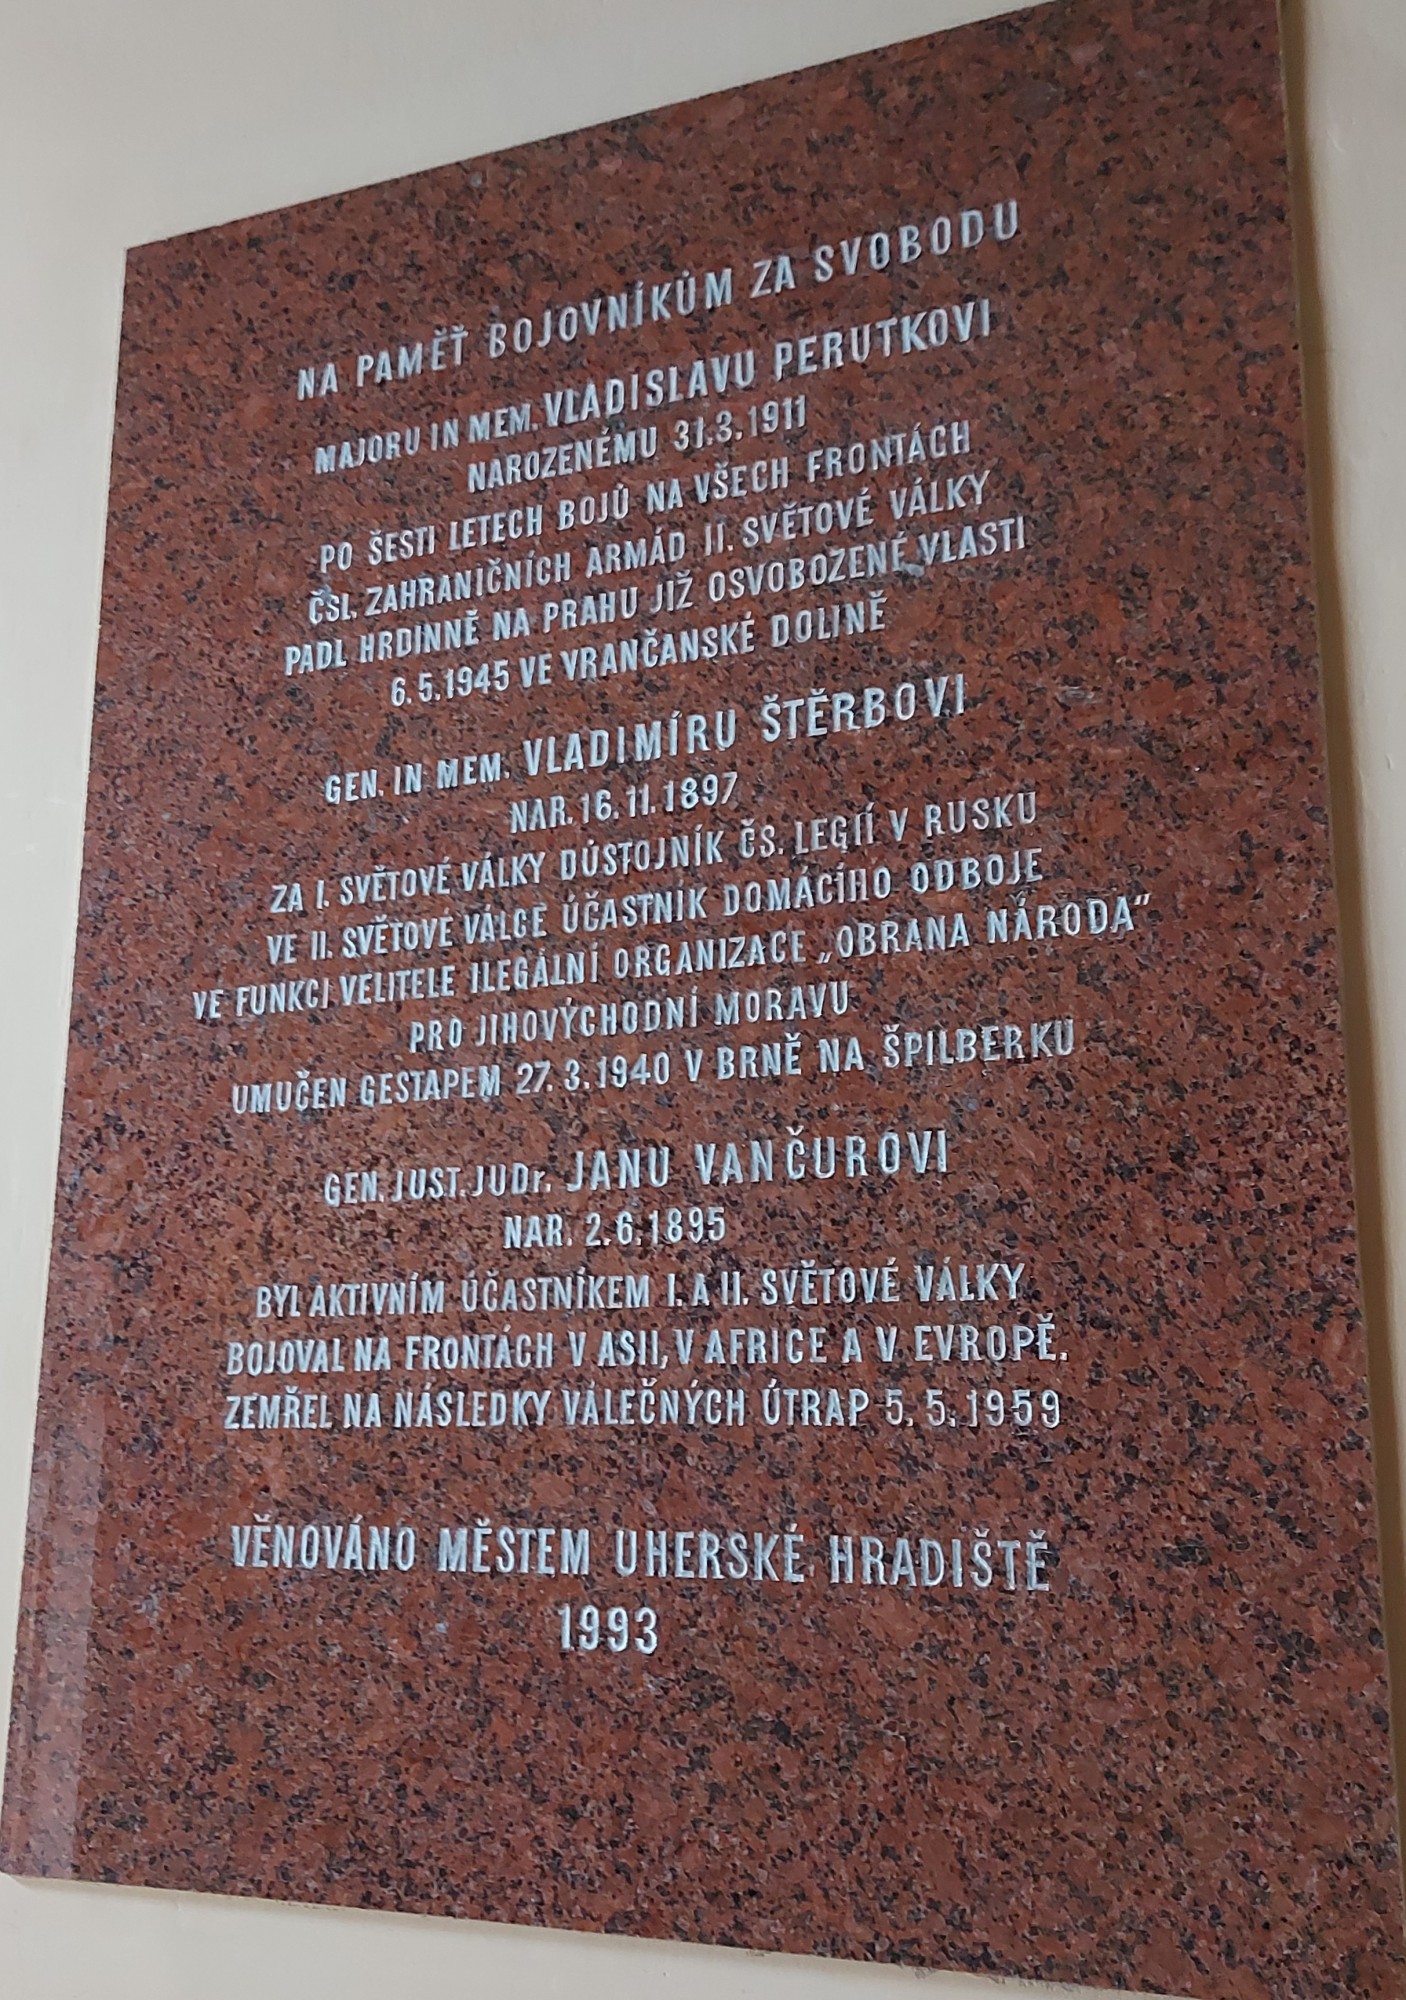 NA PAMĚŤ BOJOVNÍKŮM ZA SVOBODU
MAJORU IN MEM. VLADISLAVU PERUTKOVI
NAROZENÉMU 31.3.1911
PO ŠESTI LETECH BOJŮ NA VŠECH FRONTÁCH
ČSL. ZAHRANIČNÍCH ARMÁD II. SVĚTOVÉ VÁLKY
PADL HRDINNĚ NA PRAHU JIŽ OSVOBOZENÉ VLASTI
6.5.1945 VE VRANČANSKÉ DOLINĚ
GEN. IN MEM. VLADIMÍRU ŠTĚRBOVI
NAR. 16.11.1897
ZA I. SVĚTOVÉ VÁLKY DŮSTOJNÍK ČS. LEGIÍ V RUSKU
VE II. SVĚTOVÉ VÁLCE ÚČASTNÍK DOMÁCÍHO ODBOJE
VE FUNKCI VELITELE ILEGÁLNÍ ORGANIZACE „OBRANA NÁRODA"
PRO JIHOVÝCHODNÍ MORAVU
UMUČEN GESTAPEM 27.3.1940 V BRNĚ NA ŠPILBERKU
GEN. JUST. JUDr. JANU VANČUROVI
NAR. 2.6.1895
BYL AKTIVNÍM ÚČASTNÍKEM I. A II. SVĚTOVÉ VÁLKY
BOJOVAL NA FRONTÁCH V ASII, V AFRICE A V EVROPĚ.
ZEMŘEL NA NÁSLEDKY VÁLEČNÝCH ÚTRAP 5.5.1959
VĚNOVÁNO MĚSTEM UHERSKÉ HRADIŠTĚ
1993